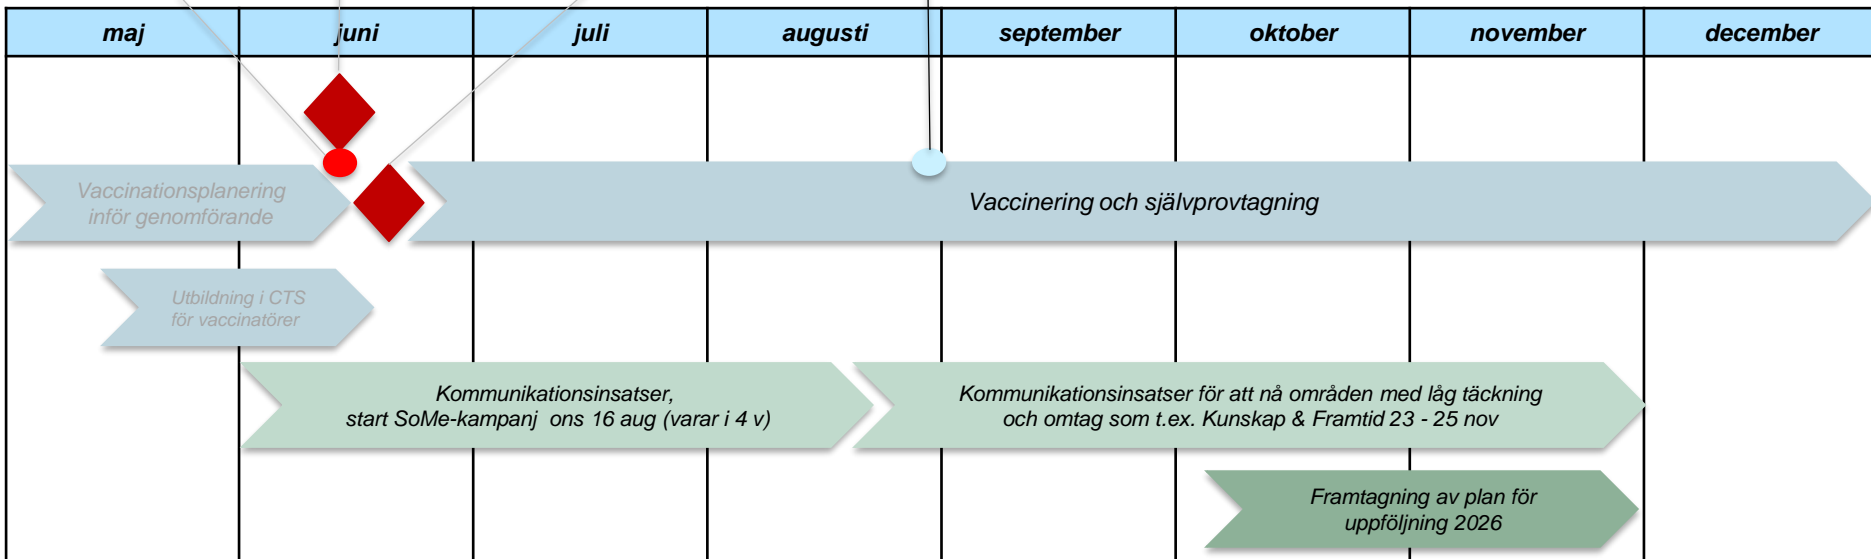 maj juni juli augusti september oktober november december
Vaccinationsplanering
inför genomförande
Vaccinering och självprovtagning
Utbildning i CTS
för vaccinatörer
Kommunikationsinsatser,
start SoMe-kampanj  ons 16 aug (varar i 4 v)
Kommunikationsinsatser för att nå områden med låg täckning
och omtag som t.ex. Kunskap & Framtid 23 - 25 nov
Framtagning av plan för
uppföljning 2026